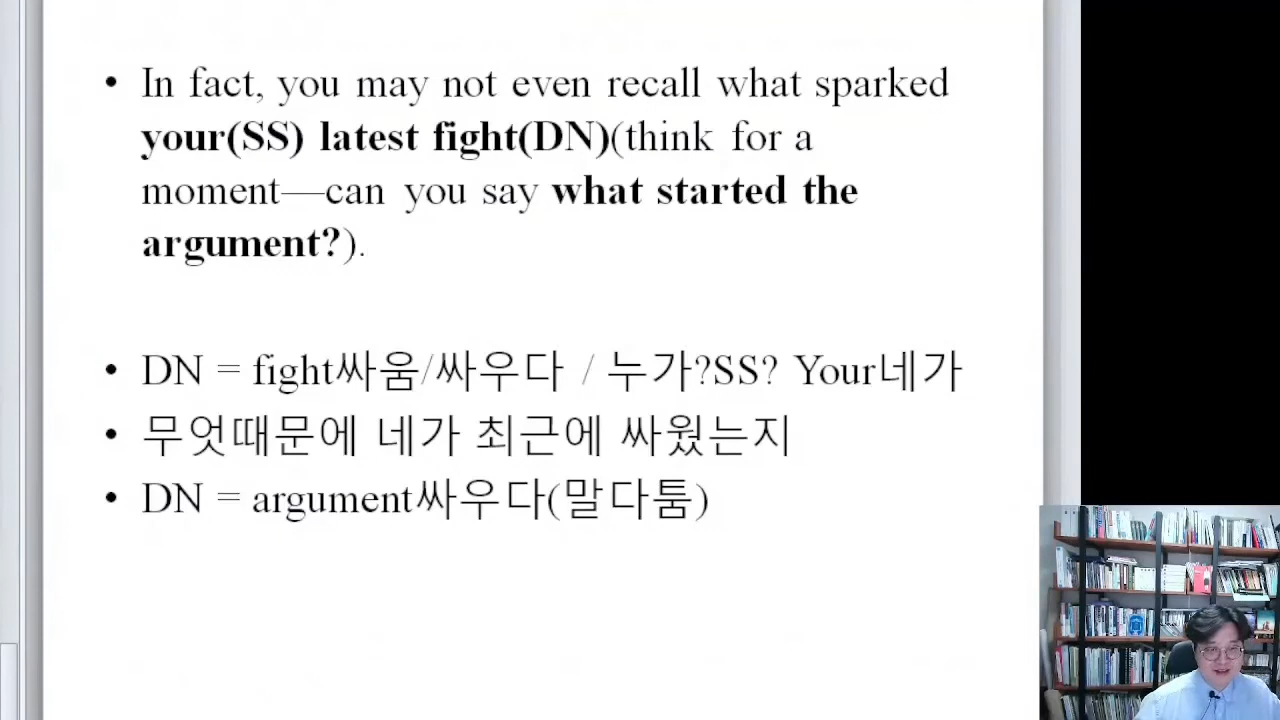 • In fact, you may not even recall what sparked
your(SS) latest fight(DN)(think for a
moment—can you say what started the
argument?).
• DN = fight싸움/싸우다 / 누가?SS? Your네가
•무엇때문에 네가 최근에 싸웠는지
• DN = argument싸우다(말다툼)